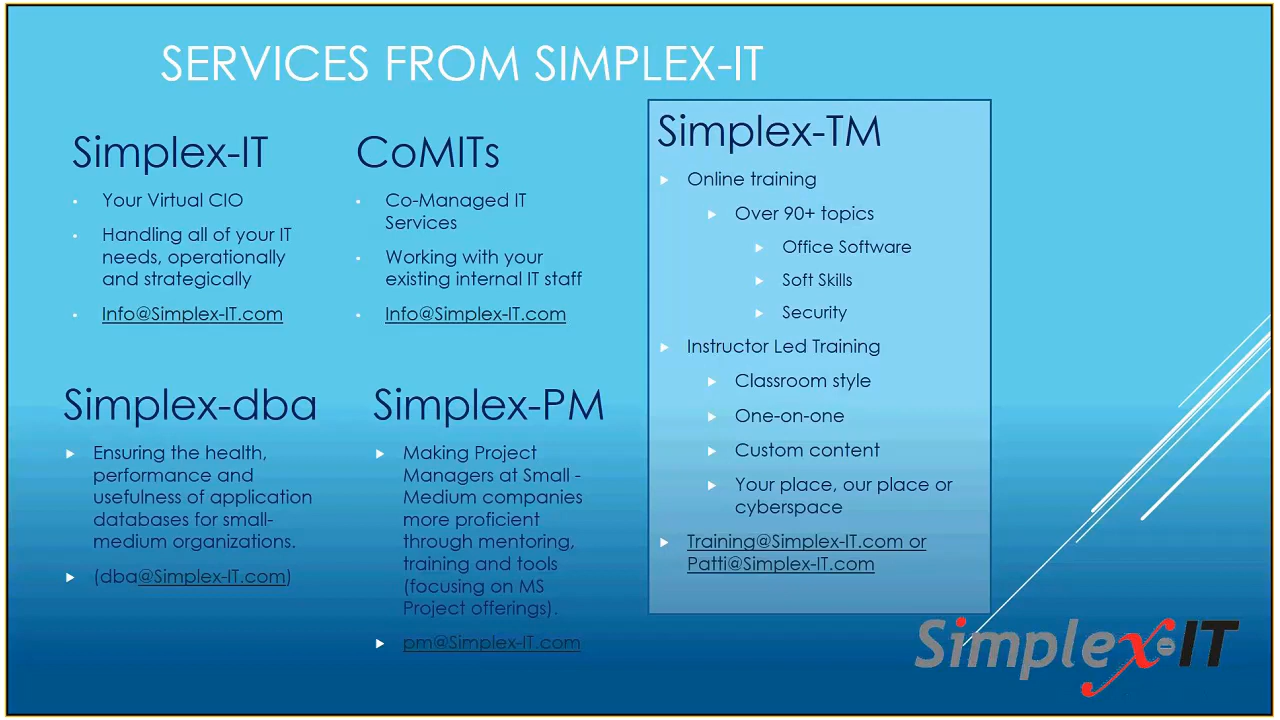 SERVICES FROM SIMPLEX-IT
Simplex-IT
Your Virtual CIO
Handling all of your IT
needs, operationally
and strategically
Info@Simplex-IT.com
CoMITs
Co-Managed IT
Services
Working with your
existing internal IT staff
Info@Simplex-IT.com
Simplex-dba
Ensuring the health,
performance and
usefulness of application
databases for small-
medium organizations.
(dba@Simplex-IT.com)
Simplex-PM
Making Project
Managers at Small -
Medium companies
more proficient
through mentoring,
training and tools
(focusing on MS
Project offerings).
pm@Simplex-IT.com
Simplex-TM
Online training
Over 90+ topics
Office Software
Soft Skills
Security
Instructor Led Training
Classroom style
One-on-one
Custom content
Your place, our place or
cyberspace
Training@Simplex-IT.com or
Patti@Simplex-IT.com
Simplex-IT